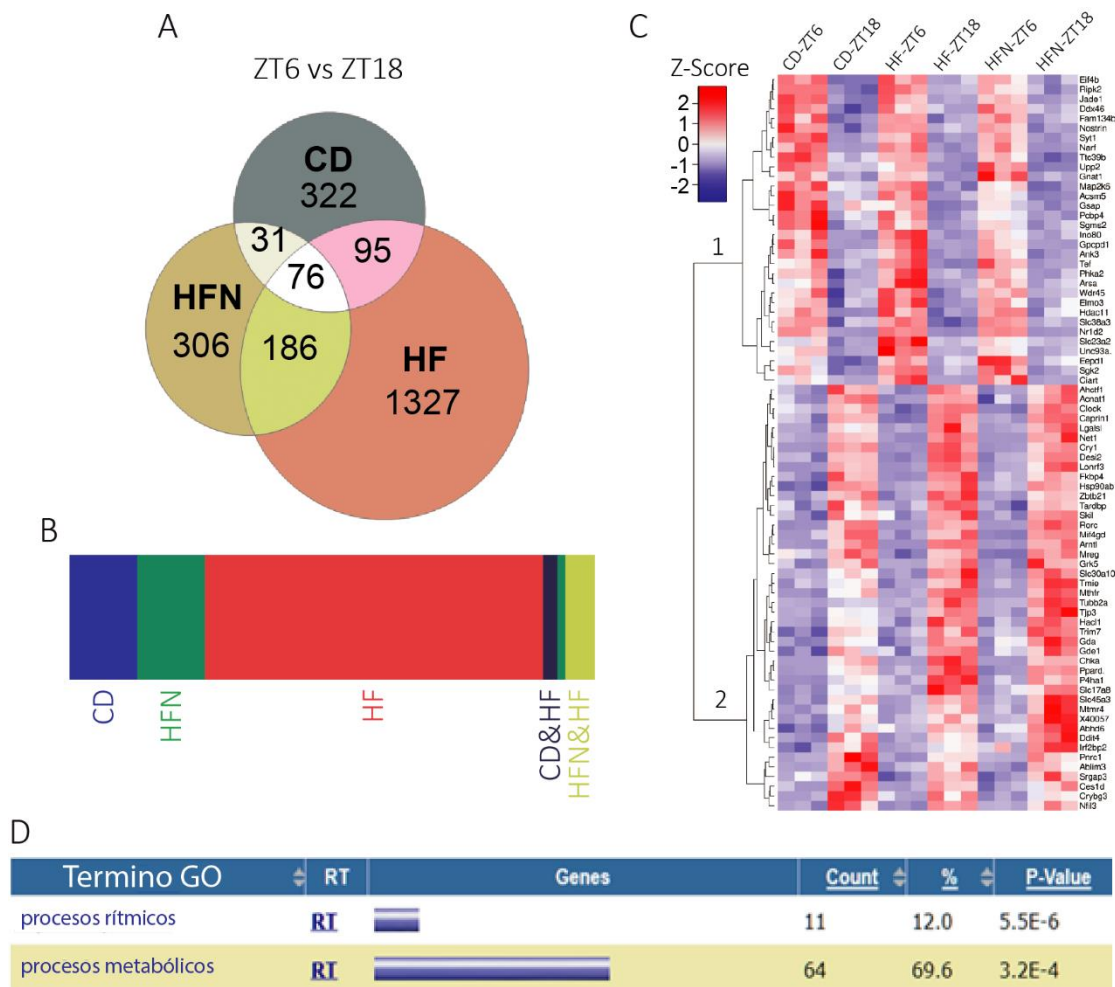 A
ZT6 vs ZT18
CD
322
31
76
95
HFN
306
186
HF
1327
B
CD
HFN
HF
CD&HF
HFN&HF
C
CD-ZT6
CD-ZT18
HF-ZT6
HF-ZT18
HFN-ZT6
HFN-ZT18
Z-Score
2
1
0
-1
-2
1
2
Eif4b
Ripk2
Jade1
Ddx46
Fam134b
Nostrin
Syt1
Narf
Ttc39b
Upp2
Gnat1
Map2k6
Acsm5
Gsap
Pcbp4
Sgms2
Ino80
Gpcpd1
Ank3
Tef
Phka2
Arsa
Wdr45
Elmo3
Hdac11
Slc38a3
Nr1d2
Slc23a2
Unc93a.
Eepd1
Sgk2
Ciart
Ahctf1
Acnat1
Clock
Caprin1
Lgalsl
Net1
Cry1
Desi2
Lonrf3
Fkbp4
Hsp90ab
Zbtb21
Tardbp
Skil
Rorc
Mif4gd
Arntl
Mreg
Grk5
Slc30a10
Tmie
Mthfr
Tubb2a
Tjp3
Hacl1
Trim7
Gda
Gde1
Chka
Ppard.
P4ha1
Slc17a8
Slc45a3
Mtmr4
X40057
Abhd6
Ddit4
Irf2bp2
Pnrc1
Ablim3
Srgap3
Ces1d
Crybg3
Nfil3
D
Termino GO RT Genes Count % P-Value
procesos rítmicos RT 11 12.0 5.5E-6
procesos metabólicos RT 64 69.6 3.2E-4